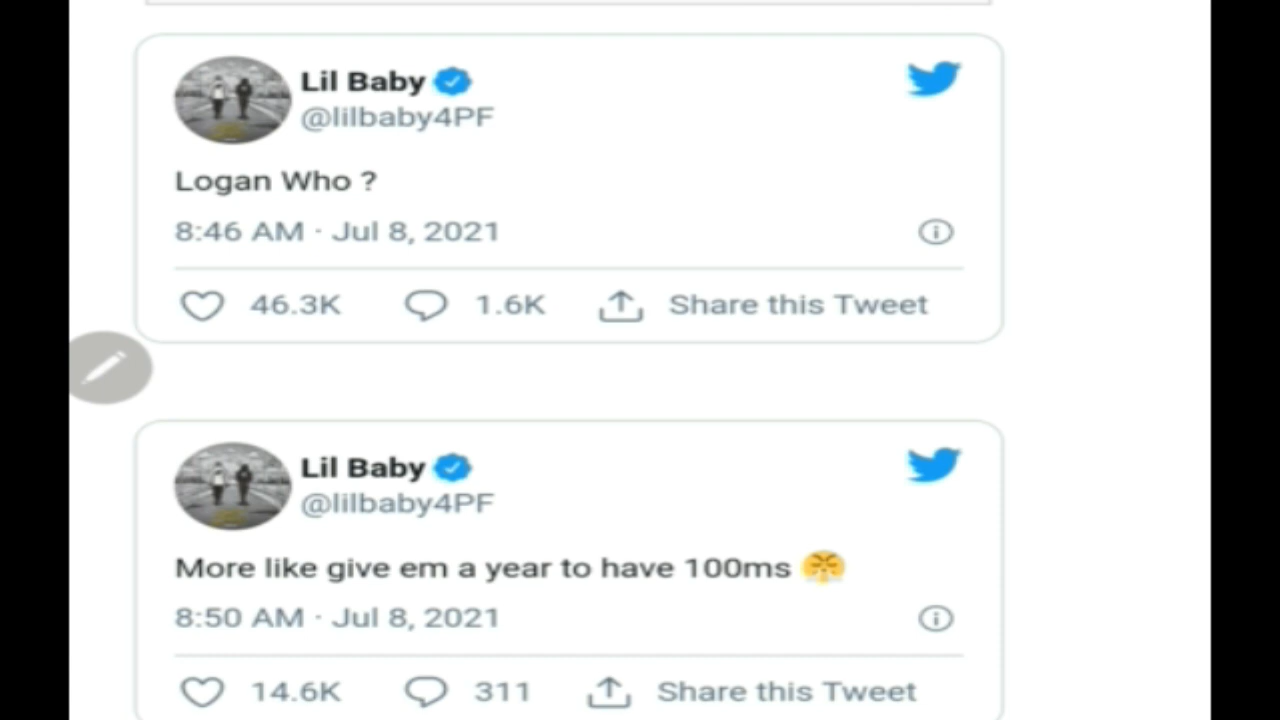 Lil Baby
@lilbaby4PF
Logan Who ?
8:46 AM · Jul 8, 2021
46.3K 1.6K Share this Tweet
Lil Baby
@lilbaby4PF
More like give em a year to have 100ms 😤
8:50 AM · Jul 8, 2021
14.6K 311 Share this Tweet